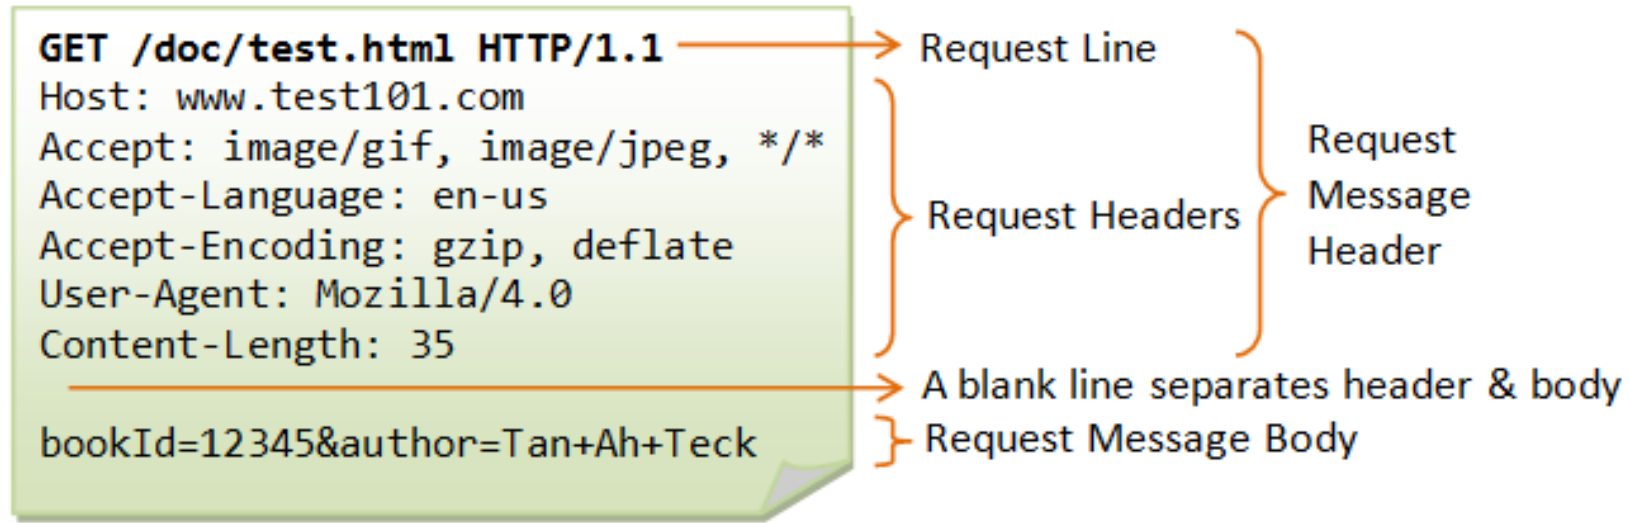 GET /doc/test.html HTTP/1.1
Host: www.test101.com
Accept: image/gif, image/jpeg, */*
Accept-Language: en-us
Accept-Encoding: gzip, deflate
User-Agent: Mozilla/4.0
Content-Length: 35
bookId=12345&author=Tan+Ah+Teck
Request Line
Request Headers
Request
Message
Header
A blank line separates header & body
Request Message Body